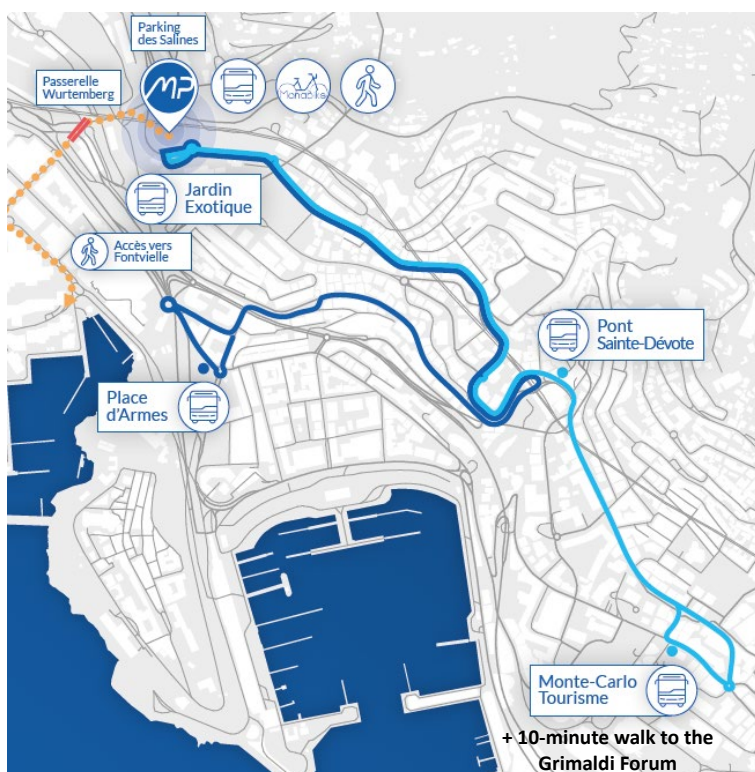 Parking
des Salines
Passerelle
Wurtemberg
MP
Monabike
Jardin
Exotique
Accès vers
Fontvielle
Pont
Sainte-Dévote
Place
d'Armes
Monte-Carlo
Tourisme
+ 10-minute walk to the
Grimaldi Forum